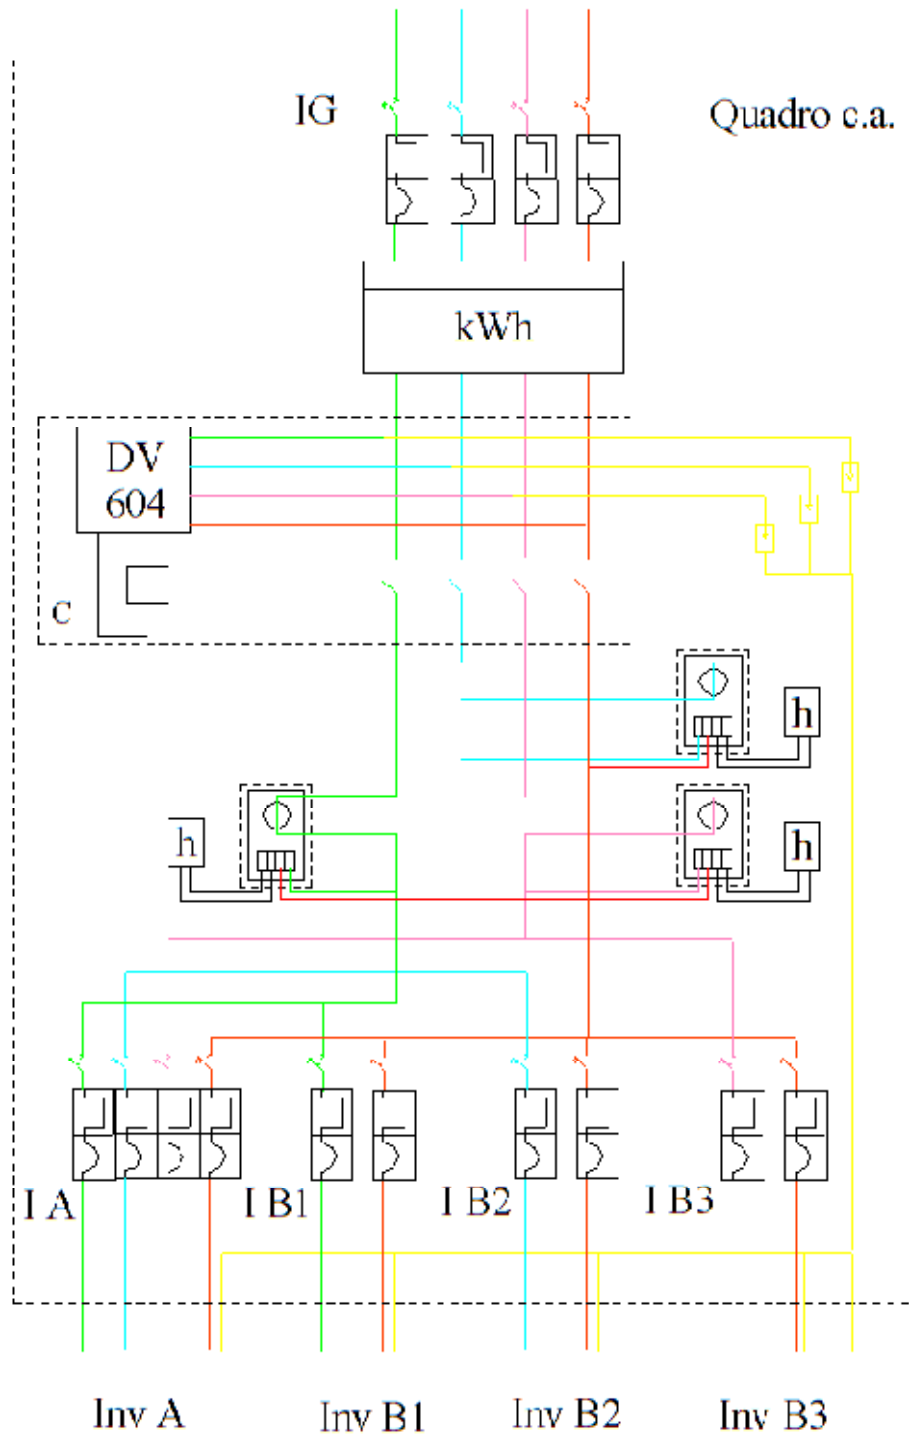 IG
Quadro c.a.
kWh
DV
604
C
h
h
h
I A
I B1
I B2
I B3
Inv A
Inv B1
Inv B2
Inv B3